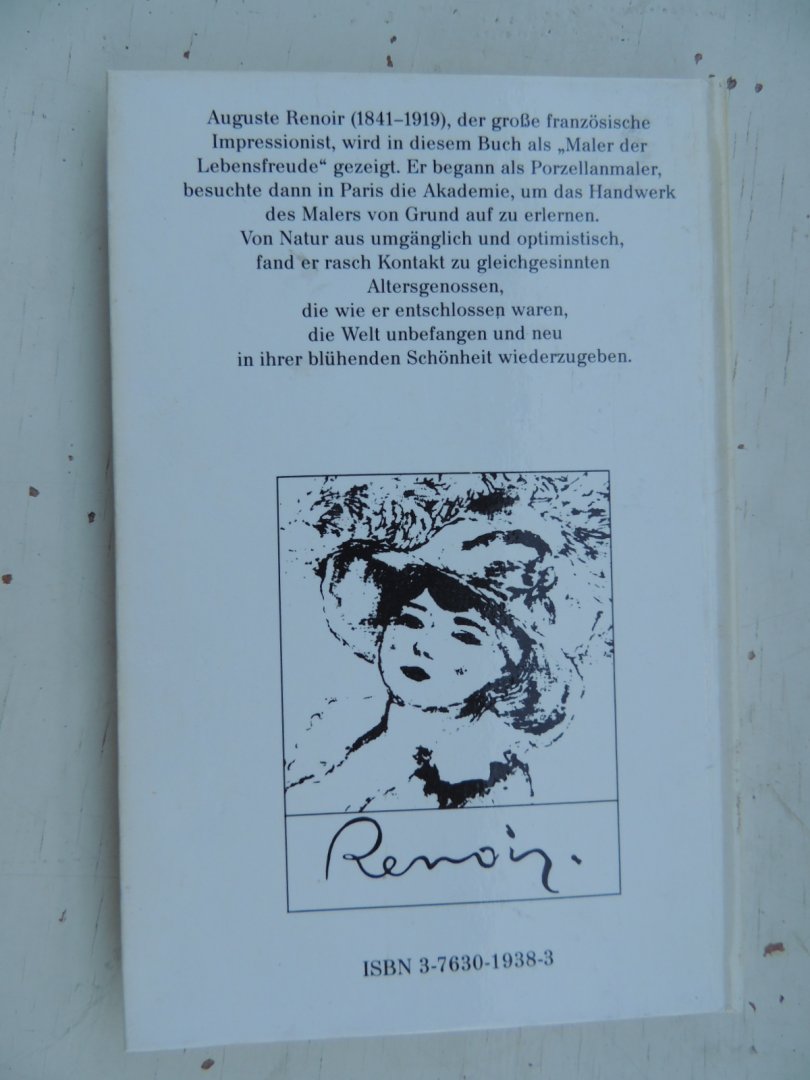 Auguste Renoir (1841–1919), der große französische
Impressionist, wird in diesem Buch als „Maler der
Lebensfreude“ gezeigt. Er begann als Porzellanmaler,
besuchte dann in Paris die Akademie, um das Handwerk
des Malers von Grund auf zu erlernen.
Von Natur aus umgänglich und optimistisch,
fand er rasch Kontakt zu gleichgesinnten
Altersgenossen,
die wie er entschlossen waren,
die Welt unbefangen und neu
in ihrer blühenden Schönheit wiederzugeben.
Renoir.
ISBN 3-7630-1938-3